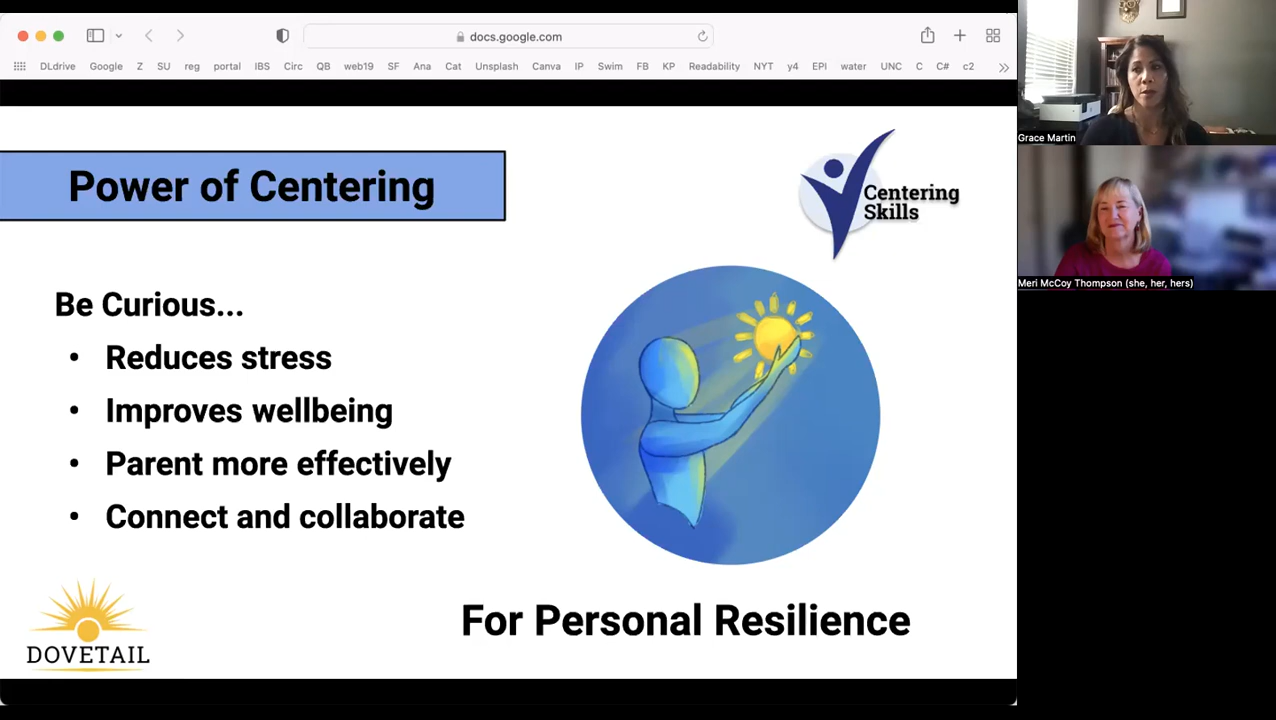 docs.google.com
DLdrive Google Z SU reg portal IBS Circ QD webst SF Ana Cat Unsplash Canva IP Swim FB KP Readability NYT y4 EPI water UNC C C# c2
Power of Centering
Centering
Skills
Be Curious...
• Reduces stress
• Improves wellbeing
• Parent more effectively
• Connect and collaborate
For Personal Resilience
DOVETAIL
Grace Martin
Meri McCoy Thompson (she, her, hers)